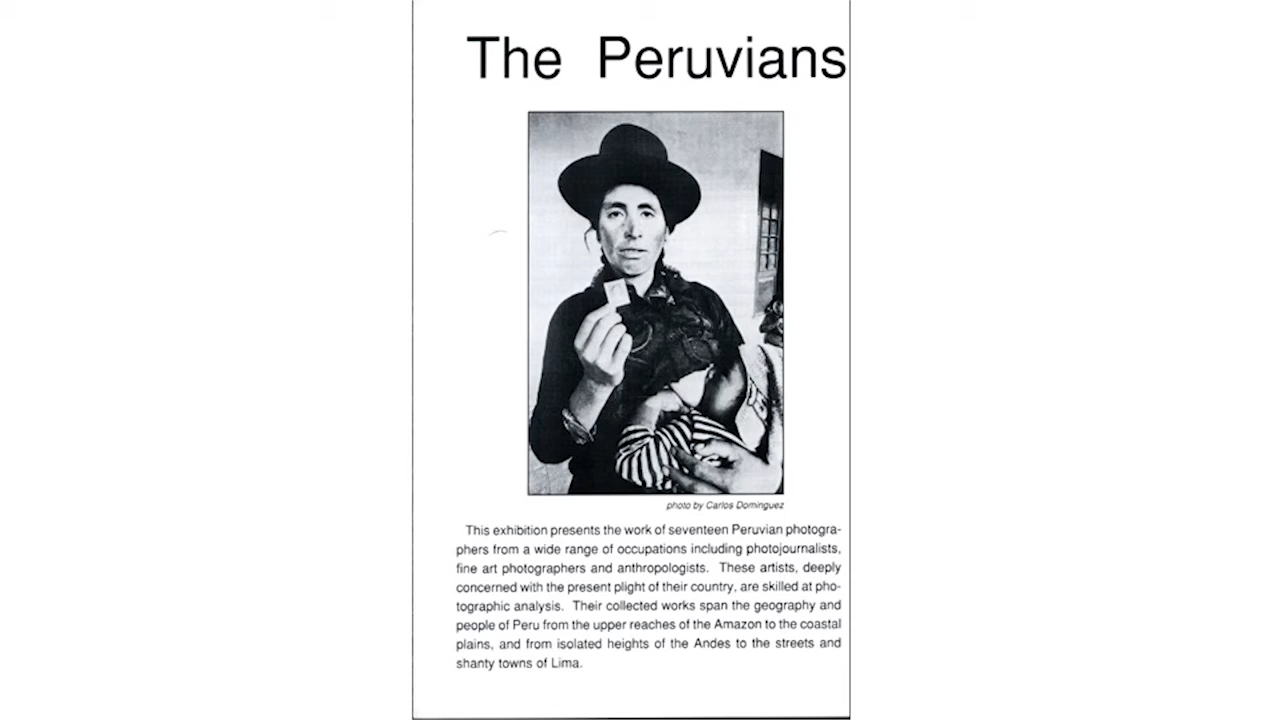 The Peruvians
photo by Carlos Dominguez
This exhibition presents the work of seventeen Peruvian photogra-
phers from a wide range of occupations including photojournalists,
fine art photographers and anthropologists. These artists, deeply
concerned with the present plight of their country, are skilled at pho-
tographic analysis. Their collected works span the geography and
people of Peru from the upper reaches of the Amazon to the coastal
plains, and from isolated heights of the Andes to the streets and
shanty towns of Lima.